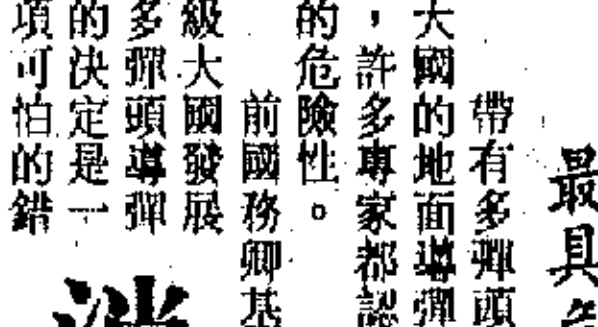 最具
帶有多彈頭
大國的地面導彈
，許多專家都認
的危險性。
前國務卿基
級大國發展
多彈頭導彈
的決定是一
項可怕的錯